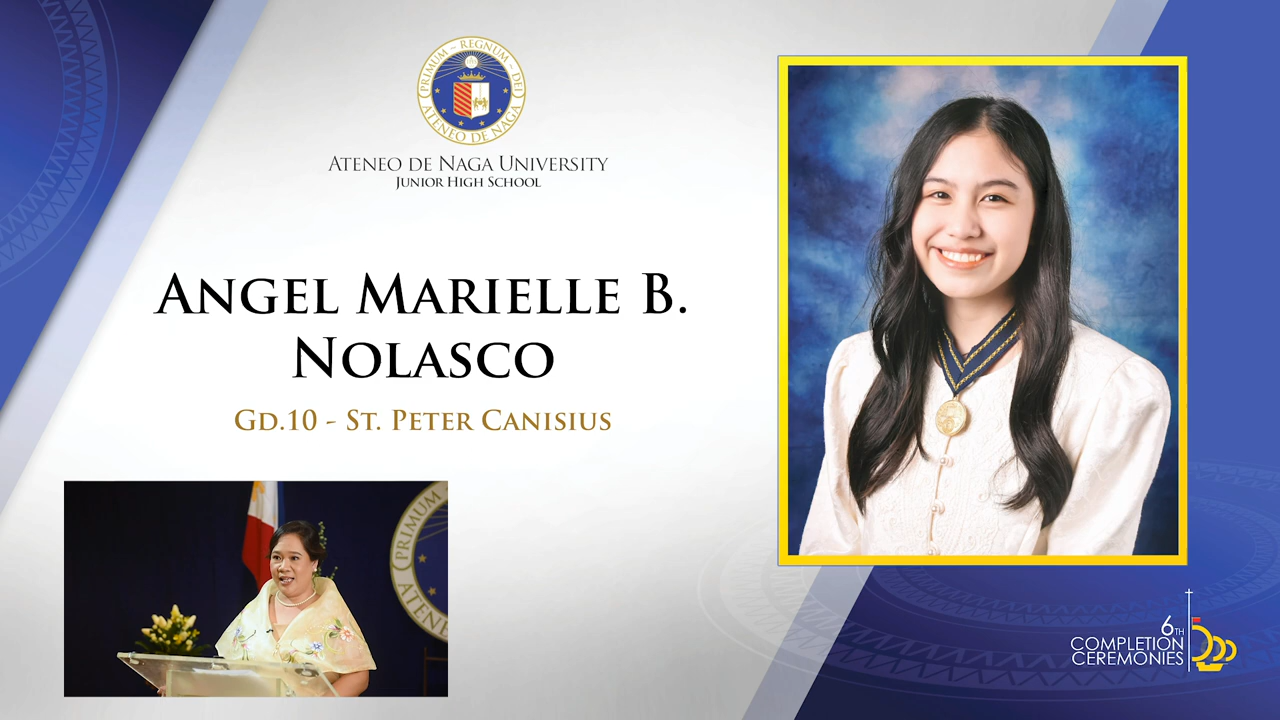 PRIMUM ~ REGNUM ~ DEI
ATENEO DE NAGA
ATENEO DE NAGA UNIVERSITY
JUNIOR HIGH SCHOOL
ANGEL MARIELLE B.
NOLASCO
GD.10 - ST. PETER CANISIUS
PRIMUM
6TH
COMPLETION
CEREMONIES